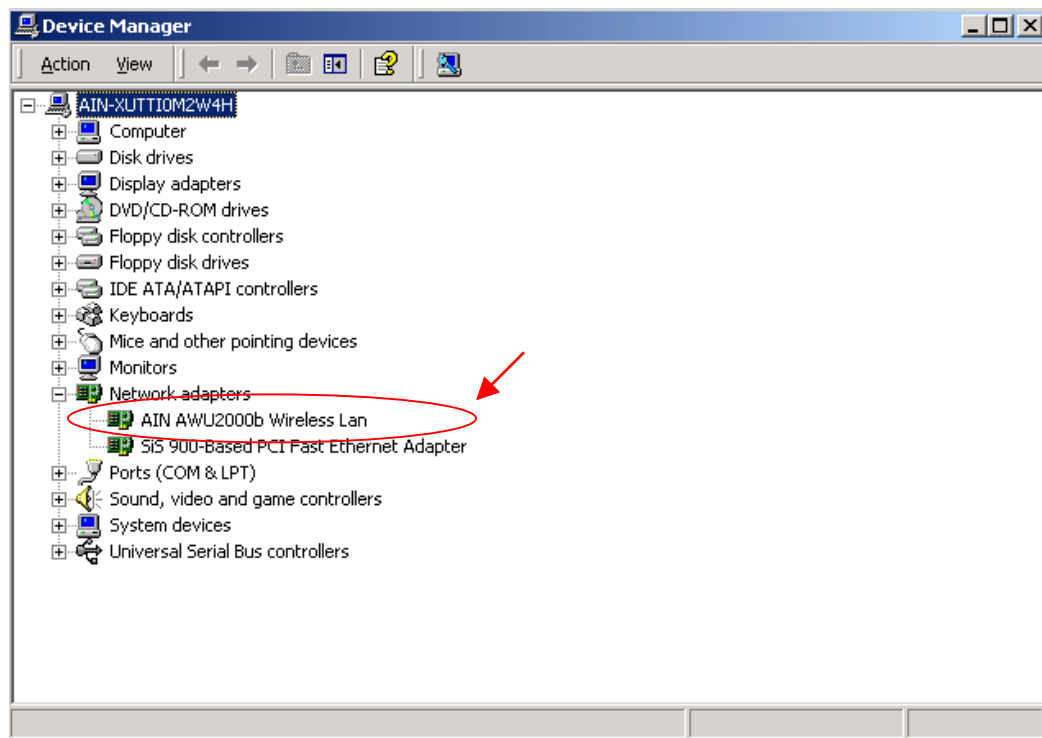 Device Manager
Action View
AIN-XUTTI0M2W4H
Computer
Disk drives
Display adapters
DVD/CD-ROM drives
Floppy disk controllers
Floppy disk drives
IDE ATA/ATAPI controllers
Keyboards
Mice and other pointing devices
Monitors
Network adapters
AIN AWU2000b Wireless Lan
SiS 900-Based PCI Fast Ethernet Adapter
Ports (COM & LPT)
Sound, video and game controllers
System devices
Universal Serial Bus controllers